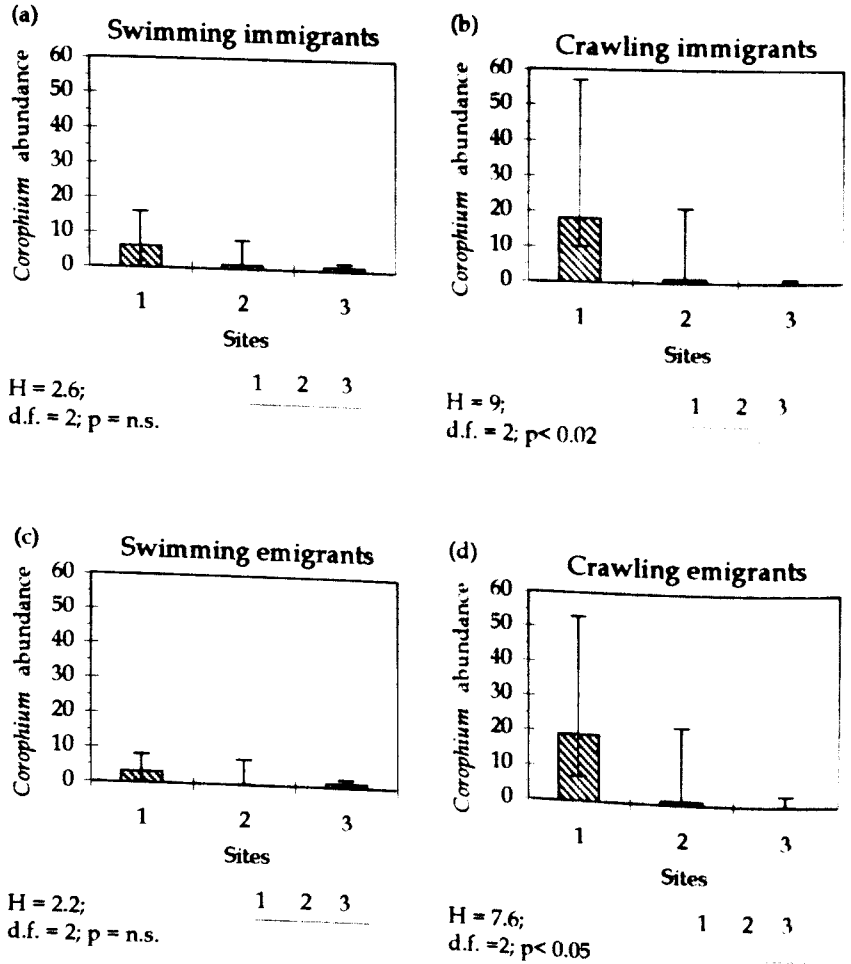 (a)
Swimming immigrants
Corophium abundance
60
50
40
30
20
10
0
1 2 3
Sites
H = 2.6;
d.f. = 2; p = n.s.
1 2 3
(b)
Crawling immigrants
Corophium abundance
60
50
40
30
20
10
0
1 2 3
Sites
H = 9;
d.f. = 2; p< 0.02
1 2 3
(c)
Swimming emigrants
Corophium abundance
60
50
40
30
20
10
0
1 2 3
Sites
H = 2.2;
d.f. = 2; p = n.s.
1 2 3
(d)
Crawling emigrants
Corophium abundance
60
50
40
30
20
10
0
1 2 3
Sites
H = 7.6;
d.f. =2; p< 0.05
1 2 3